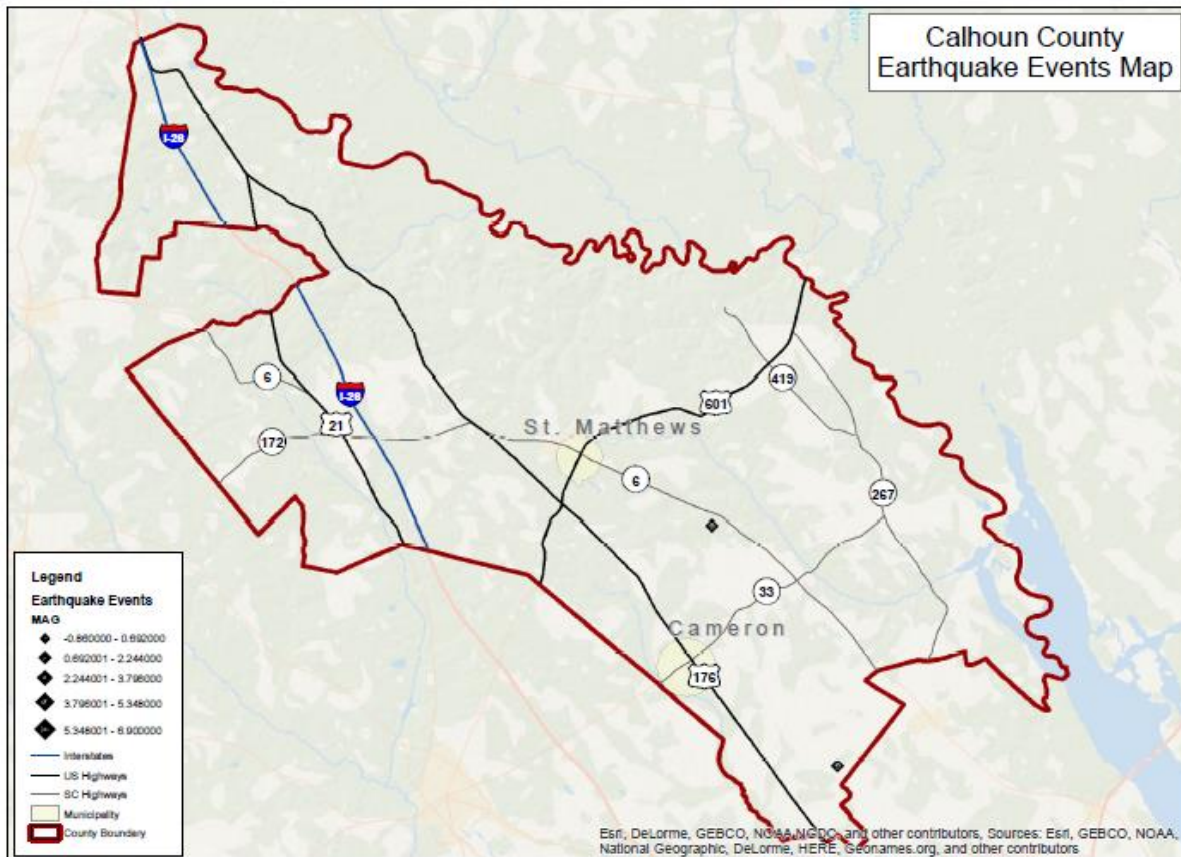 Calhoun County
Earthquake Events Map
River
I-26
I-26
6
21
172
St. Matthews
601
419
6
267
33
Cameron
176
Legend
Earthquake Events
MAG
-0.860000 - 0.692000
0.692001 - 2.244000
2.244001 - 3.796000
3.796001 - 5.348000
5.348001 - 6.900000
Interstates
US Highways
SC Highways
Municipality
County Boundary
Esri, DeLorme, GEBCO, NOAA NGDC, and other contributors, Sources: Esri, GEBCO, NOAA,
National Geographic, DeLorme, HERE, Geonames.org, and other contributors